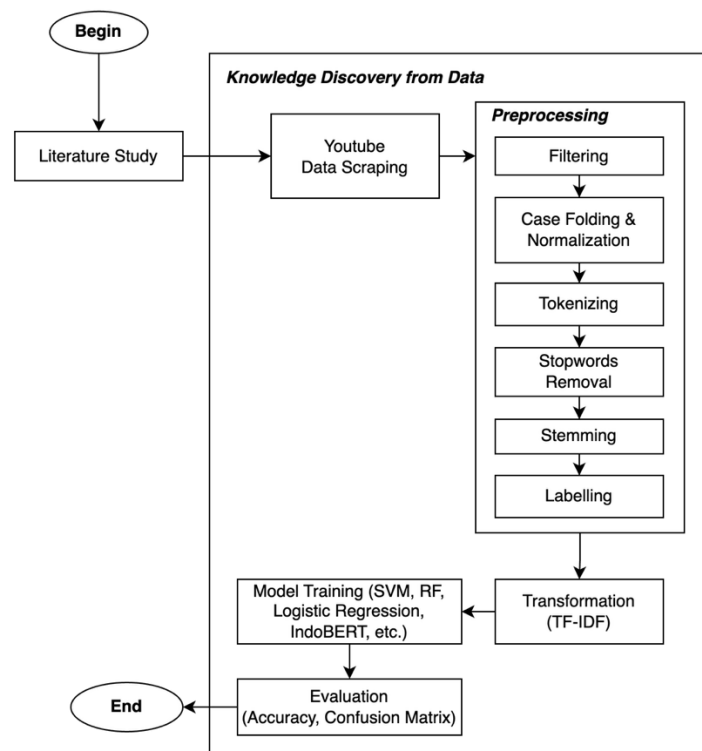 Begin
Knowledge Discovery from Data
Literature Study
Youtube
Data Scraping
Preprocessing
Filtering
Case Folding &
Normalization
Tokenizing
Stopwords
Removal
Stemming
Labelling
Transformation
(TF-IDF)
Model Training (SVM, RF,
Logistic Regression,
IndoBERT, etc.)
Evaluation
(Accuracy, Confusion Matrix)
End